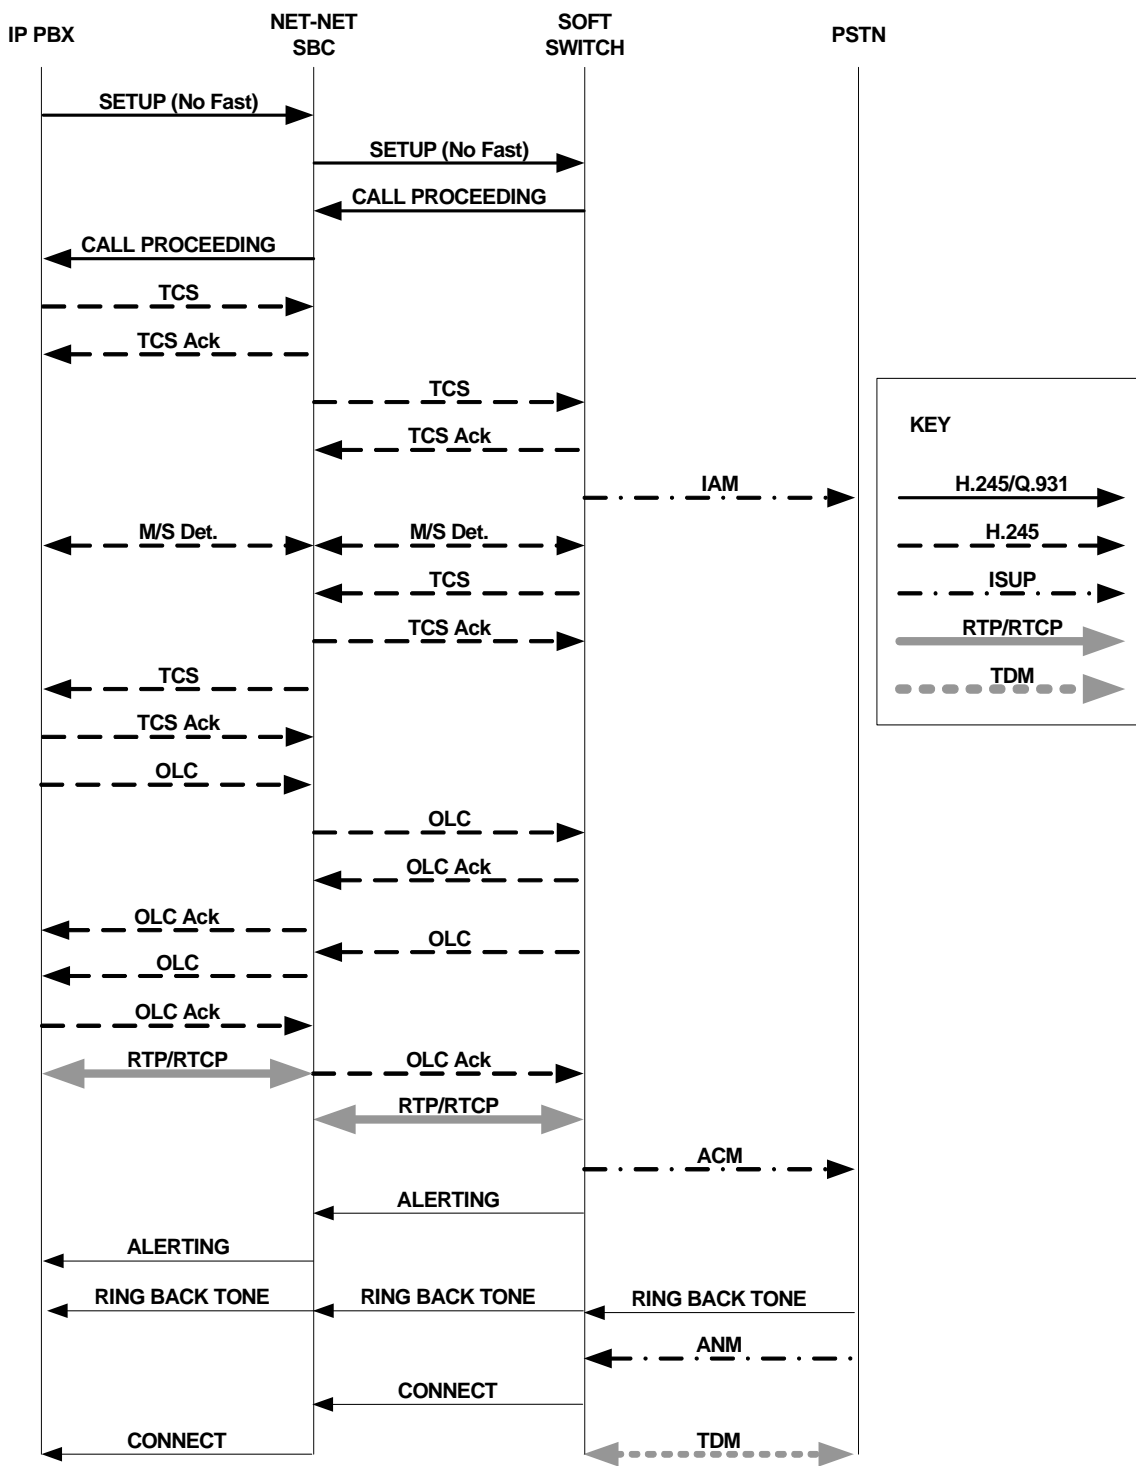 IP PBX
NET-NET
SBC
SOFT
SWITCH
PSTN
SETUP (No Fast)
SETUP (No Fast)
CALL PROCEEDING
CALL PROCEEDING
TCS
TCS Ack
TCS
TCS Ack
IAM
M/S Det.
M/S Det.
TCS
TCS Ack
TCS
TCS Ack
OLC
OLC
OLC Ack
OLC Ack
OLC
OLC
OLC Ack
RTP/RTCP
OLC Ack
RTP/RTCP
ACM
ALERTING
ALERTING
RING BACK TONE
RING BACK TONE
RING BACK TONE
ANM
CONNECT
CONNECT
TDM
KEY
H.245/Q.931
H.245
ISUP
RTP/RTCP
TDM